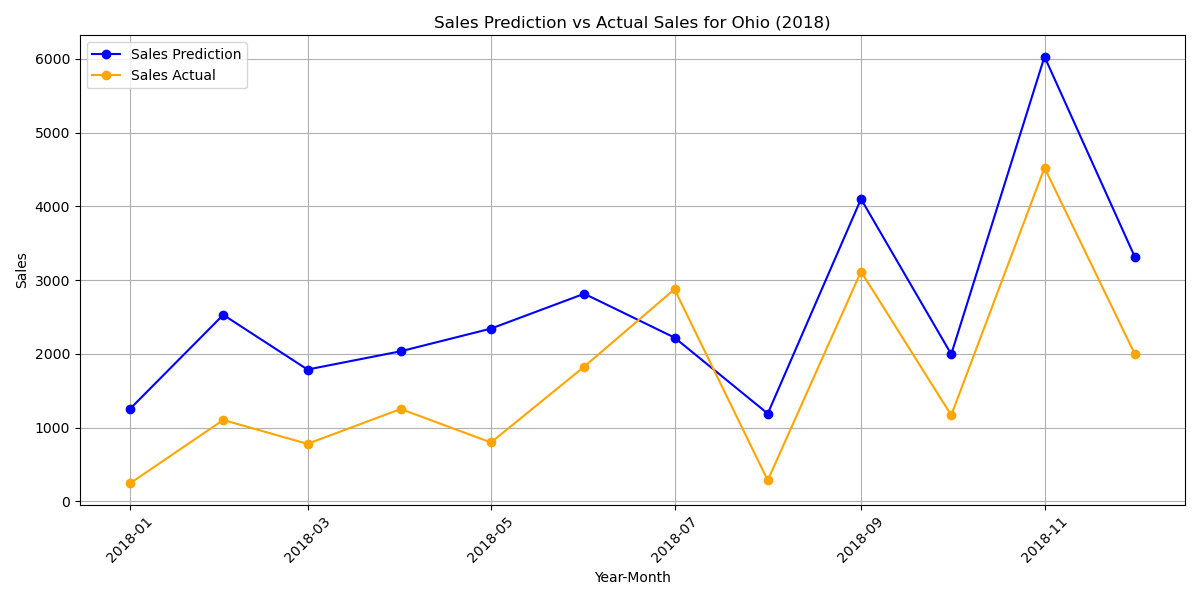 Sales Prediction vs Actual Sales for Ohio (2018)
Sales Prediction
Sales Actual
Sales
6000
5000
4000
3000
2000
1000
0
2018-01
2018-03
2018-05
2018-07
2018-09
2018-11
Year-Month